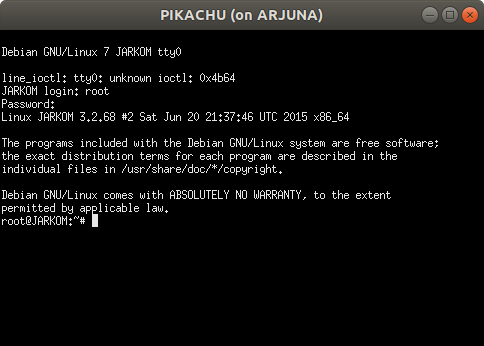 PIKACHU (on ARJUNA)
Debian GNU/Linux 7 JARKOM tty0
line_ioctl: tty0: unknown ioctl: 0x4b64
JARKOM login: root
Password:
Linux JARKOM 3.2.68 #2 Sat Jun 20 21:37:46 UTC 2015 x86_64
The programs included with the Debian GNU/Linux system are free software;
the exact distribution terms for each program are described in the
individual files in /usr/share/doc/*/copyright.
Debian GNU/Linux comes with ABSOLUTELY NO WARRANTY, to the extent
permitted by applicable law.
root@JARKOM:~#